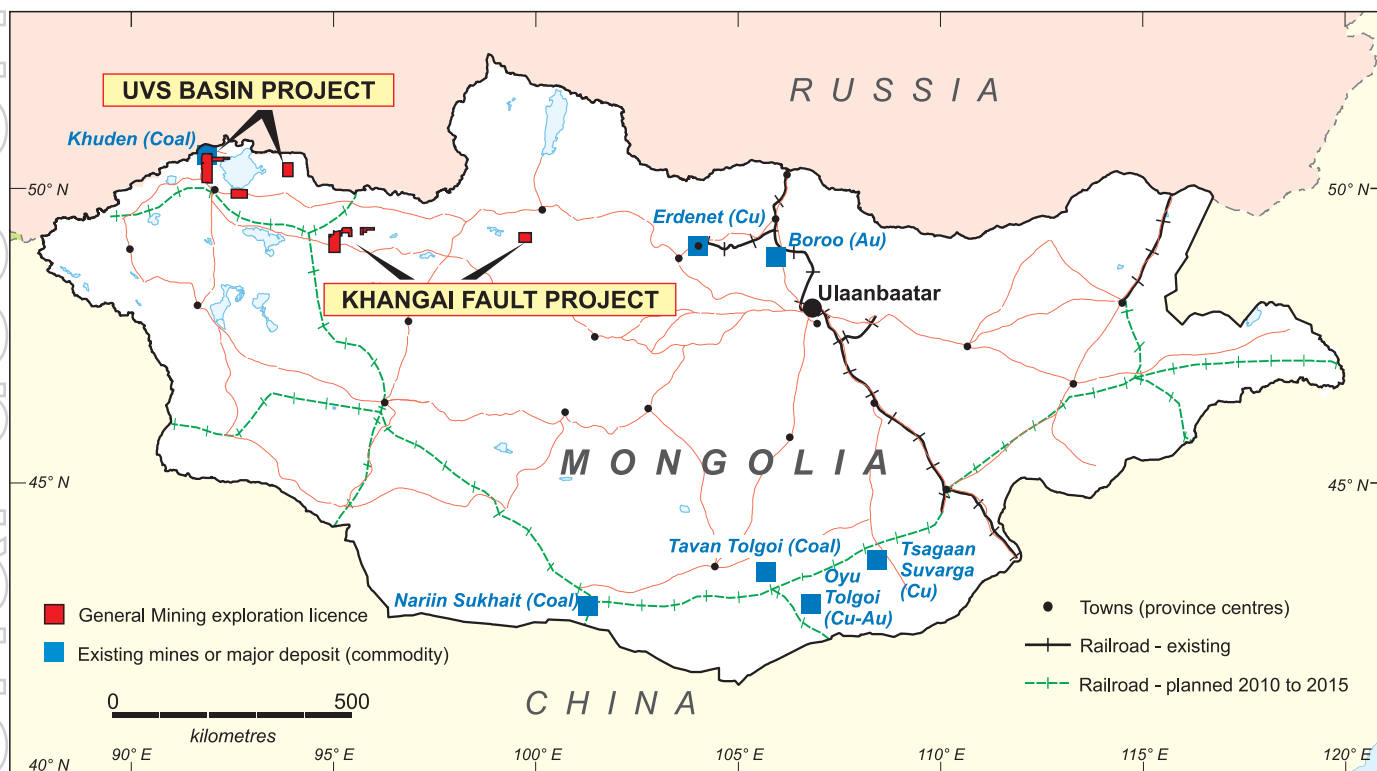 RUSSIA
UVS BASIN PROJECT
Khuden (Coal)
50° N
50° N
Erdenet (Cu)
Boroo (Au)
KHANGAI FAULT PROJECT
Ulaanbaatar
MONGOLIA
45° N
45° N
Tavan Tolgoi (Coal)
Tsagaan
Suvarga
(Cu)
Oyu
Tolgoi
(Cu-Au)
Nariin Sukhait (Coal)
General Mining exploration licence
Existing mines or major deposit (commodity)
Towns (province centres)
Railroad - existing
Railroad - planned 2010 to 2015
0
500
kilometres
CHINA
40° N
90° E
95° E
100° E
105° E
110° E
115° E
120° E